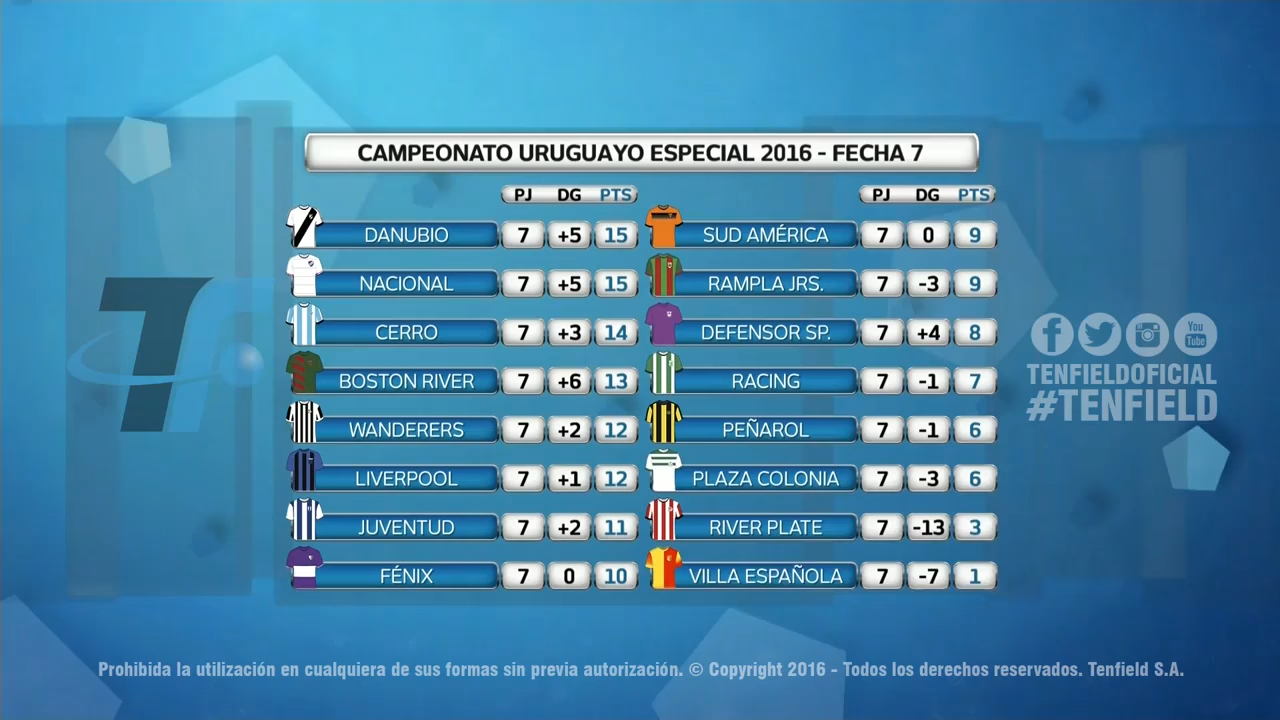 CAMPEONATO URUGUAYO ESPECIAL 2016 - FECHA 7
PJ DG PTS
DANUBIO 7 +5 15
NACIONAL 7 +5 15
CERRO 7 +3 14
BOSTON RIVER 7 +6 13
WANDERERS 7 +2 12
LIVERPOOL 7 +1 12
JUVENTUD 7 +2 11
FÉNIX 7 0 10
PJ DG PTS
SUD AMÉRICA 7 0 9
RAMPLA JRS. 7 -3 9
DEFENSOR SP. 7 +4 8
RACING 7 -1 7
PEÑAROL 7 -1 6
PLAZA COLONIA 7 -3 6
RIVER PLATE 7 -13 3
VILLA ESPAÑOLA 7 -7 1
You
Tube
TENFIELDOFICIAL
#TENFIELD
Prohibida la utilización en cualquiera de sus formas sin previa autorización. © Copyright 2016 - Todos los derechos reservados. Tenfield S.A.